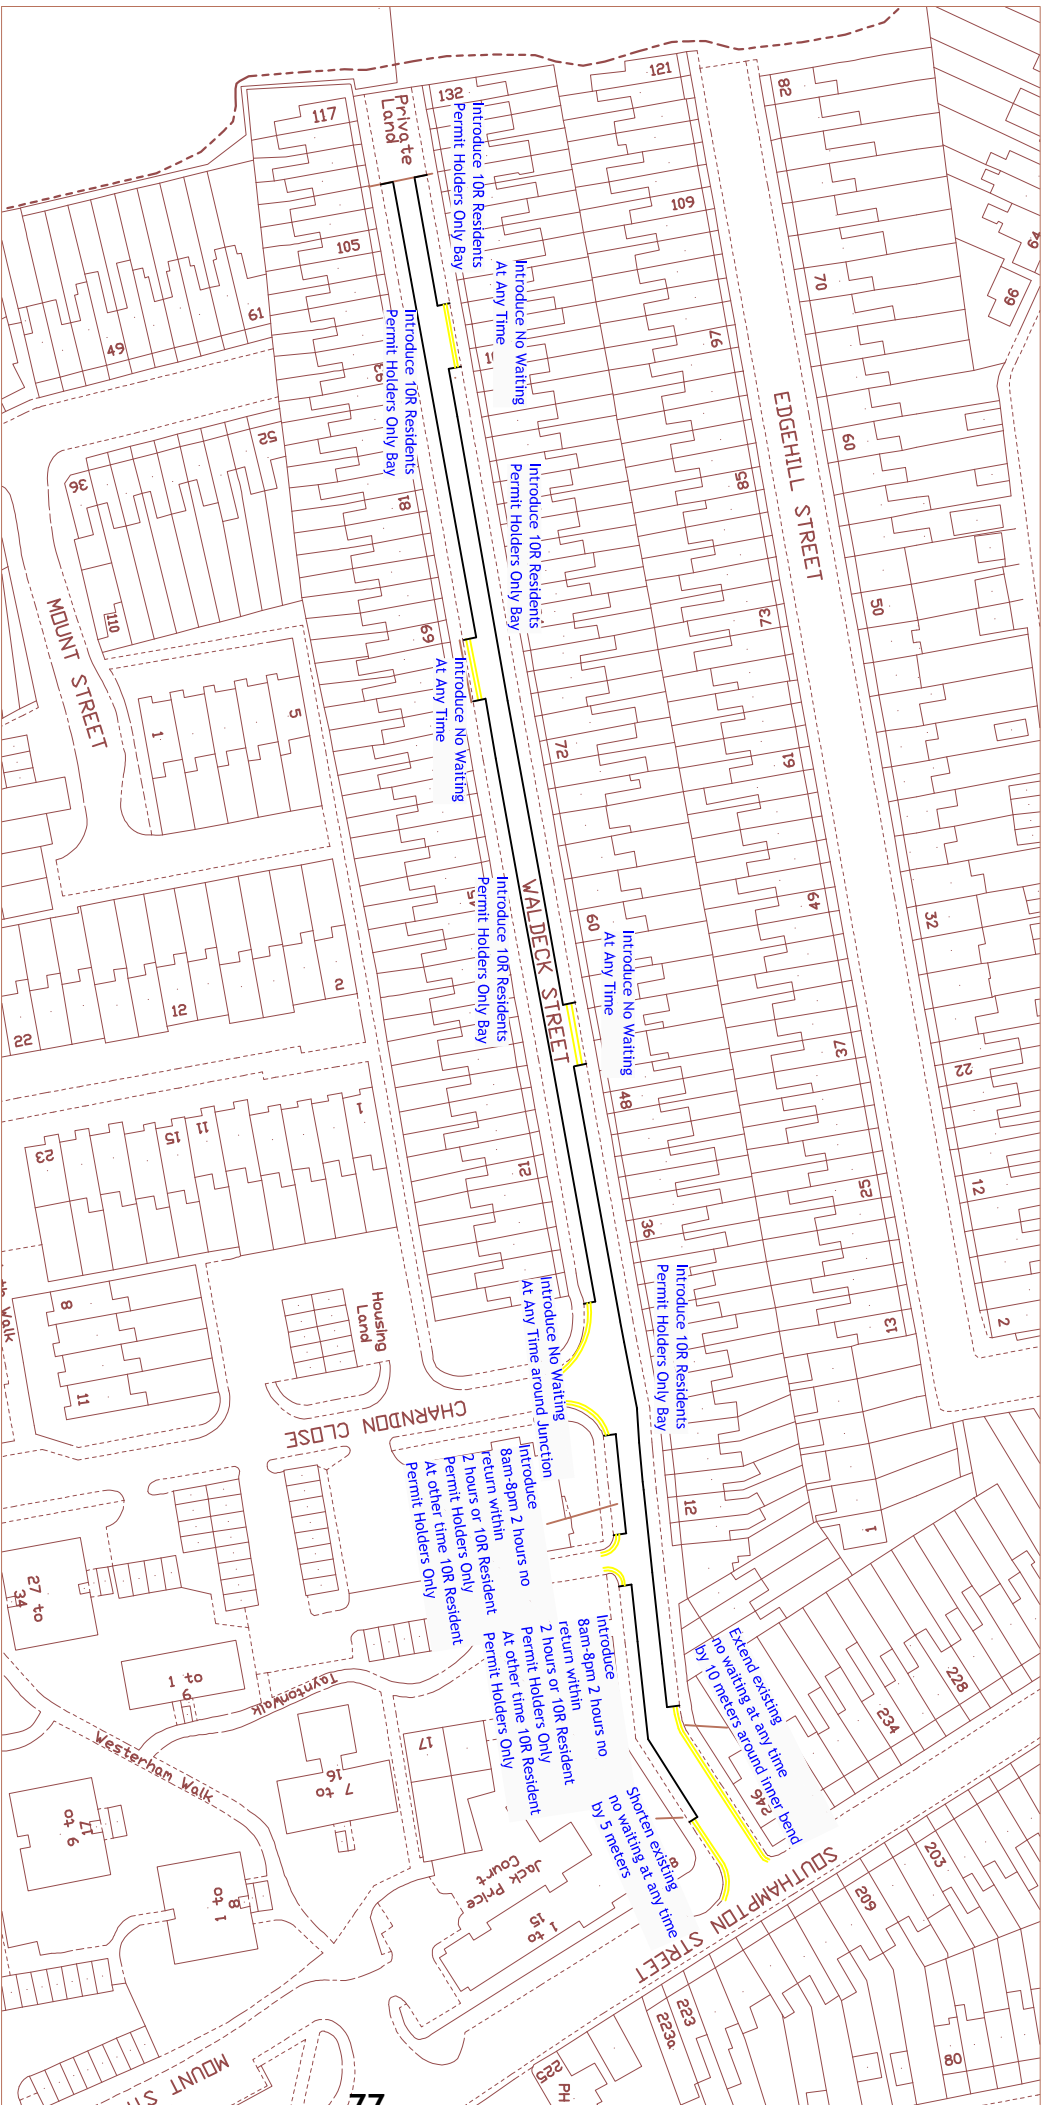 Private
Land
132
117
121
82
109
105
64
66
70
97
61
49
93
60
52
36
85
81
EDGEHILL STREET
110
50
73
69
MOUNT STREET
5
1
72
61
Introduce 10R Residents
Permit Holders Only Bay
Introduce No Waiting
At Any Time
Introduce 10R Residents
Permit Holders Only Bay
Introduce 10R Residents
Permit Holders Only Bay
Introduce No Waiting
At Any Time
Introduce 10R Residents
Permit Holders Only Bay
WALDECK STREET
Introduce No Waiting
At Any Time
45
60
49
32
2
12
22
37
22
48
1
11
15
23
21
25
12
36
13
2
Housing
Land
8
11
Introduce 10R Residents
Permit Holders Only Bay
Introduce No Waiting
At Any Time around Junction
CHARNDON CLOSE
Introduce
8am-8pm 2 hours no
return within
2 hours or 10R Resident
Permit Holders Only
At other time 10R Resident
Permit Holders Only
12
1
27 to
34
1 to
6
Tayntonwalk
Westerham Walk
Introduce
8am-8pm 2 hours no
return within
2 hours or 10R Resident
Permit Holders Only
At other time 10R Resident
Permit Holders Only
Extend existing
no waiting at any time
by 10 meters around inner bend
228
234
246
Shorten existing
no waiting at any time
by 5 meters
17
7 to
16
9 to
17
1 to
8
Jack Price
Court
1 to
15
SOUTHAMPTON STREET
203
209
223
223a
225
PH
80
MOUNT ST
77